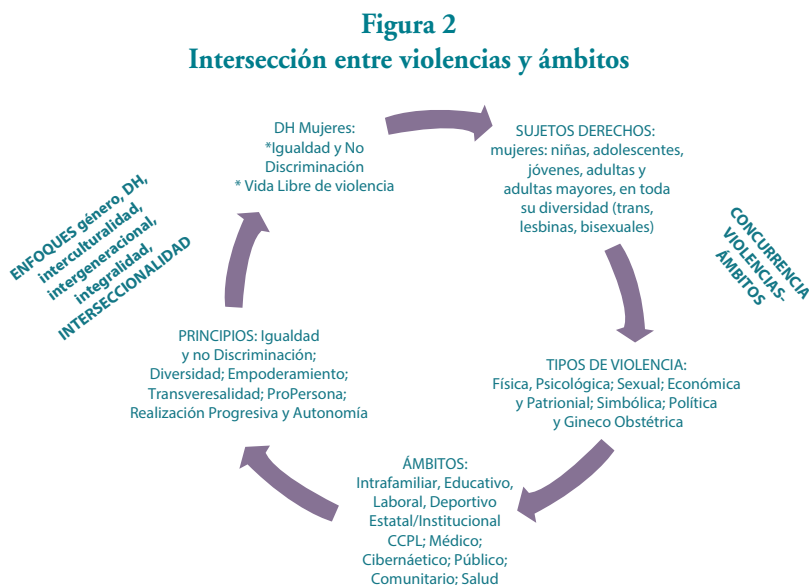 Figura 2
Intersección entre violencias y ámbitos
DH Mujeres:
*Igualdad y No
Discriminación
* Vida Libre de violencia
SUJETOS DERECHOS:
mujeres: niñas, adolescentes,
jóvenes, adultas y
adultas mayores, en toda
su diversidad (trans,
lesbinas, bisexuales)
ENFOQUES género, DH,
interculturalidad,
intergeneracional,
integralidad,
INTERSECCIONALIDAD
CONCURRENCIA
VIOLENCIAS-
ÁMBITOS
PRINCIPIOS: Igualdad
y no Discriminación;
Diversidad; Empoderamiento;
Transveresalidad; ProPersona;
Realización Progresiva y Autonomía
TIPOS DE VIOLENCIA:
Física, Psicológica; Sexual; Económica
y Patrionial; Simbólica; Política
y Gineco Obstétrica
ÁMBITOS:
Intrafamiliar, Educativo,
Laboral, Deportivo
Estatal/Institucional
CCPL; Médico;
Cibernáetico; Público;
Comunitario; Salud